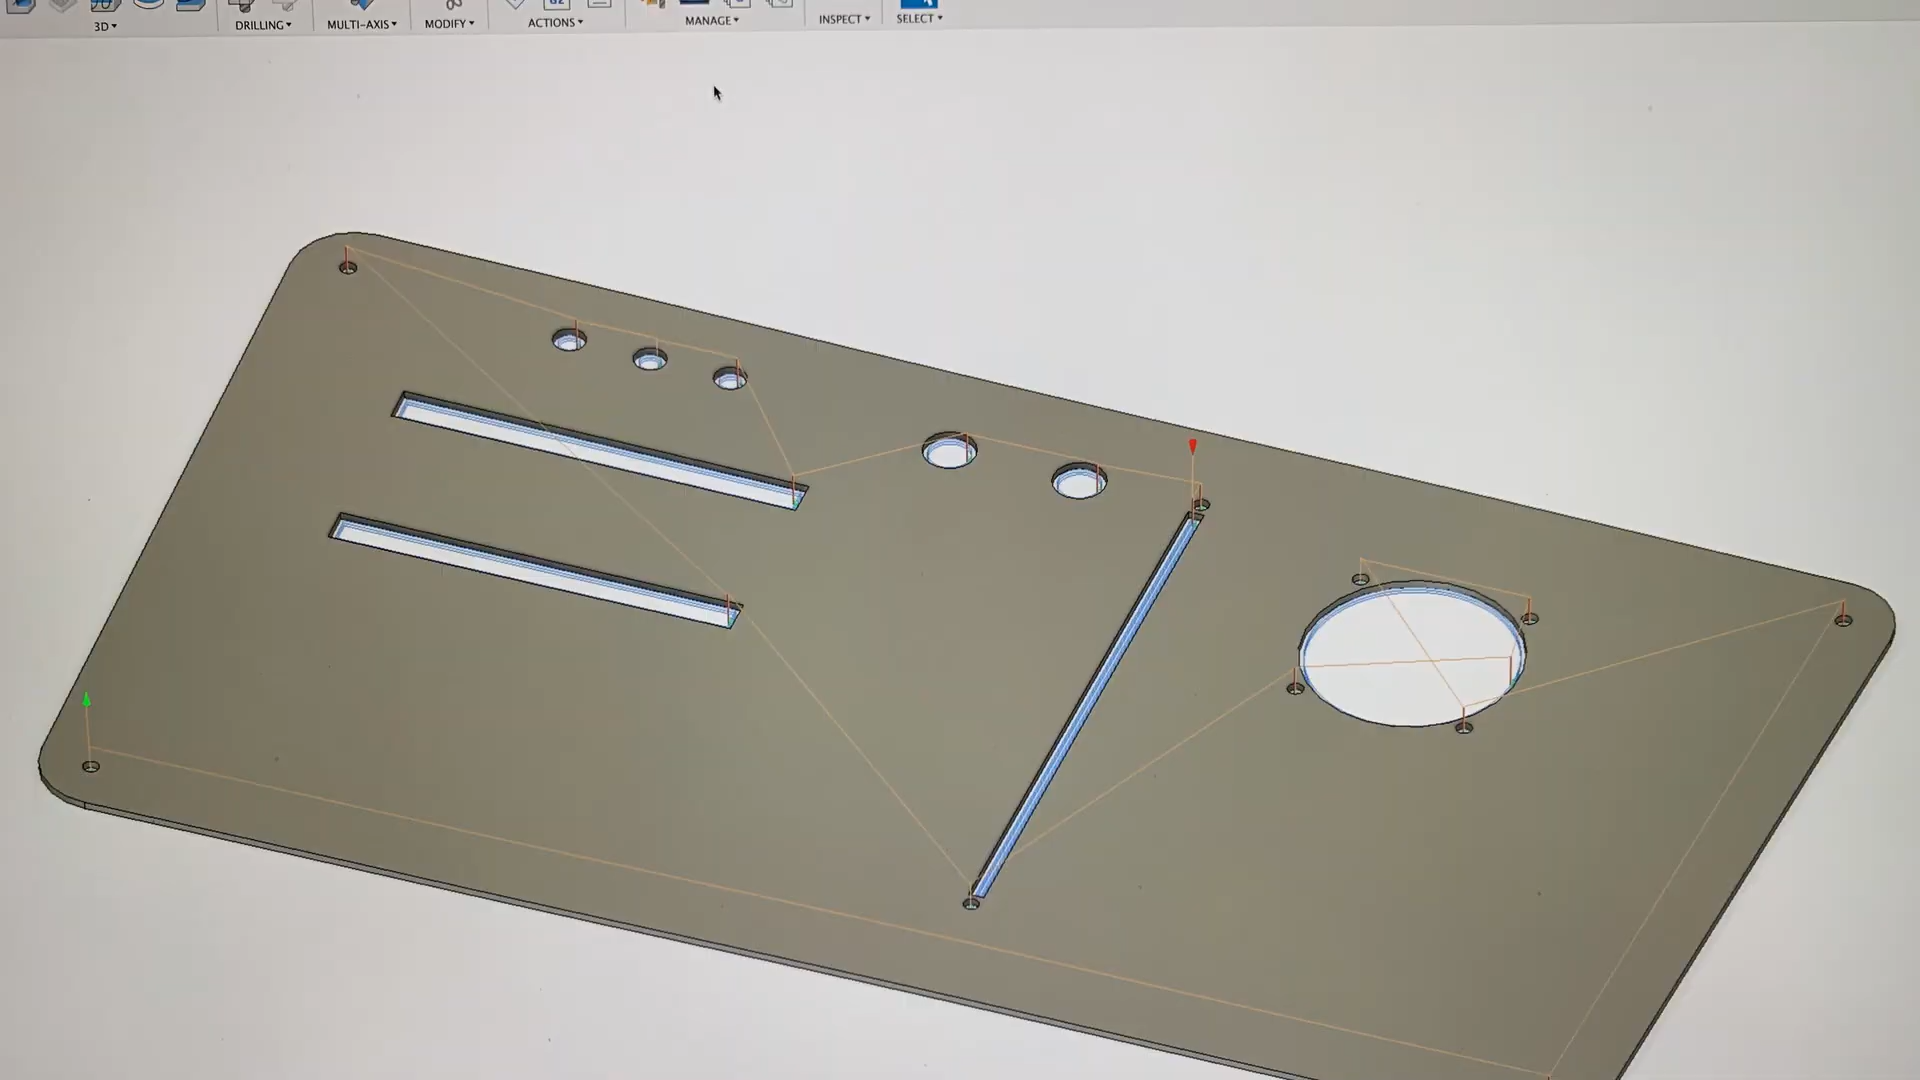 3D▾ DRILLING▾ MULTI-AXIS▾ MODIFY▾ ACTIONS▾ MANAGE▾ INSPECT▾ SELECT▾